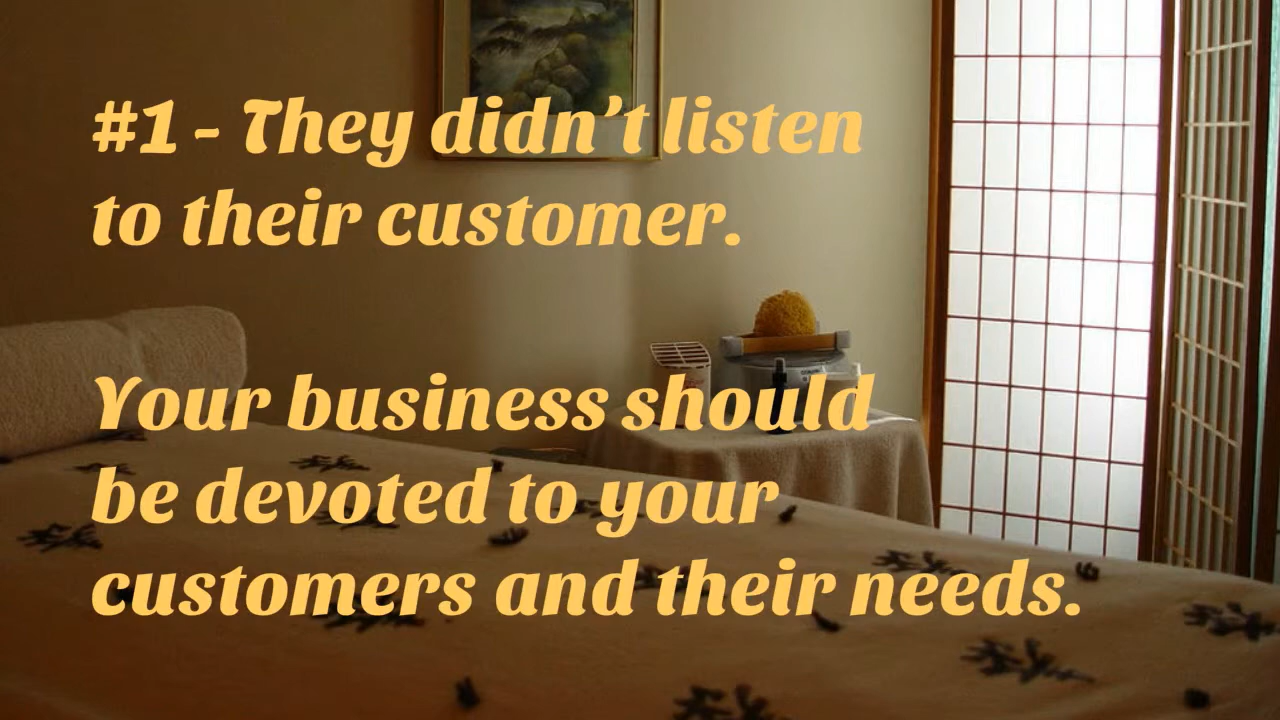 #1 - They didn’t listen
to their customer.
Your business should
be devoted to your
customers and their needs.